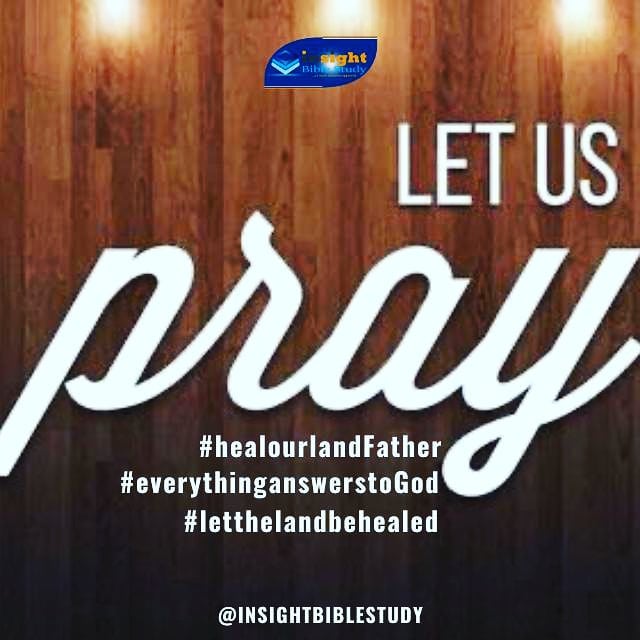 insight
Bible Study
LET US
pray
#healourlandFather
#everythinganswerstoGod
#letthelandbehealed
@INSIGHTBIBLESTUDY